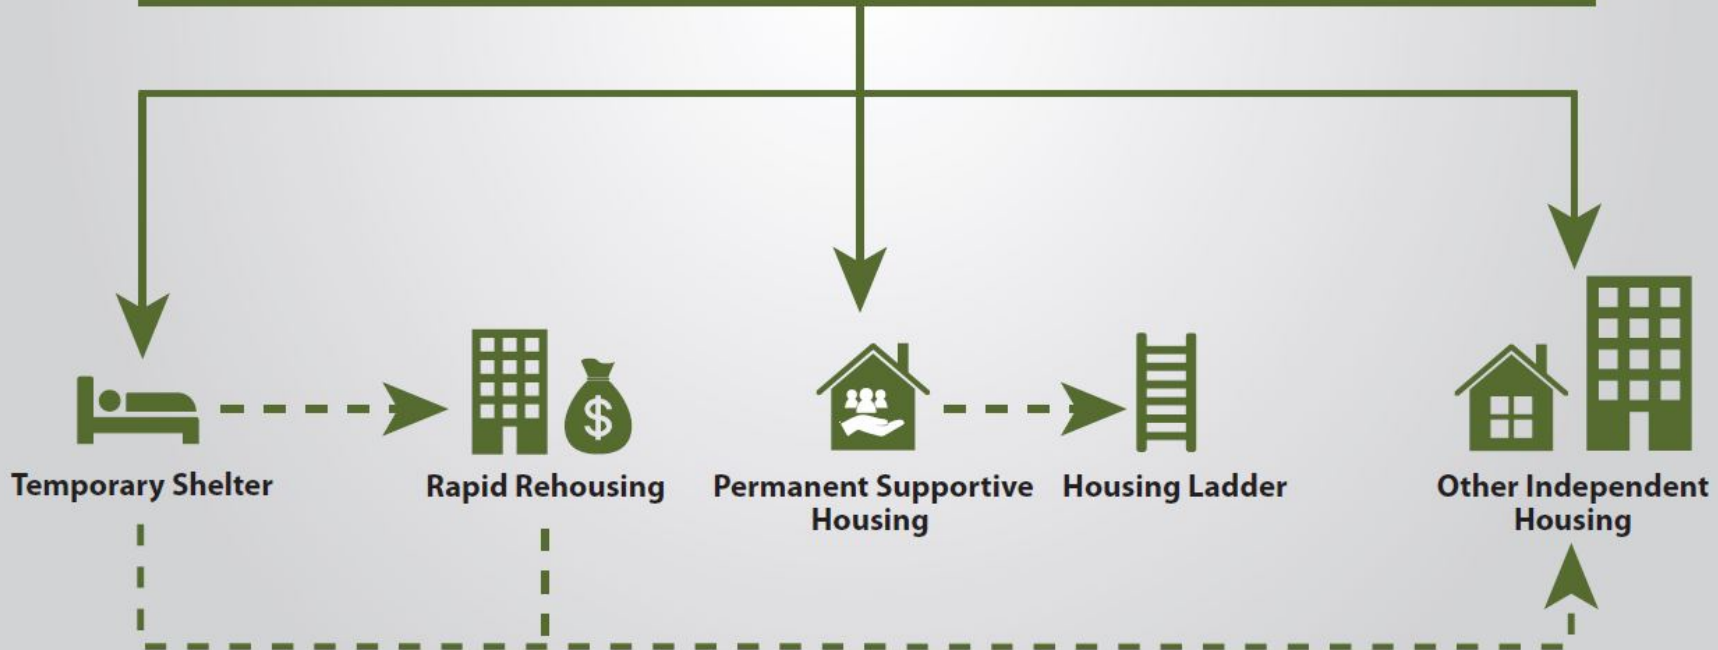 $
Temporary Shelter
Rapid Rehousing
Permanent Supportive
Housing
Housing Ladder
Other Independent
Housing